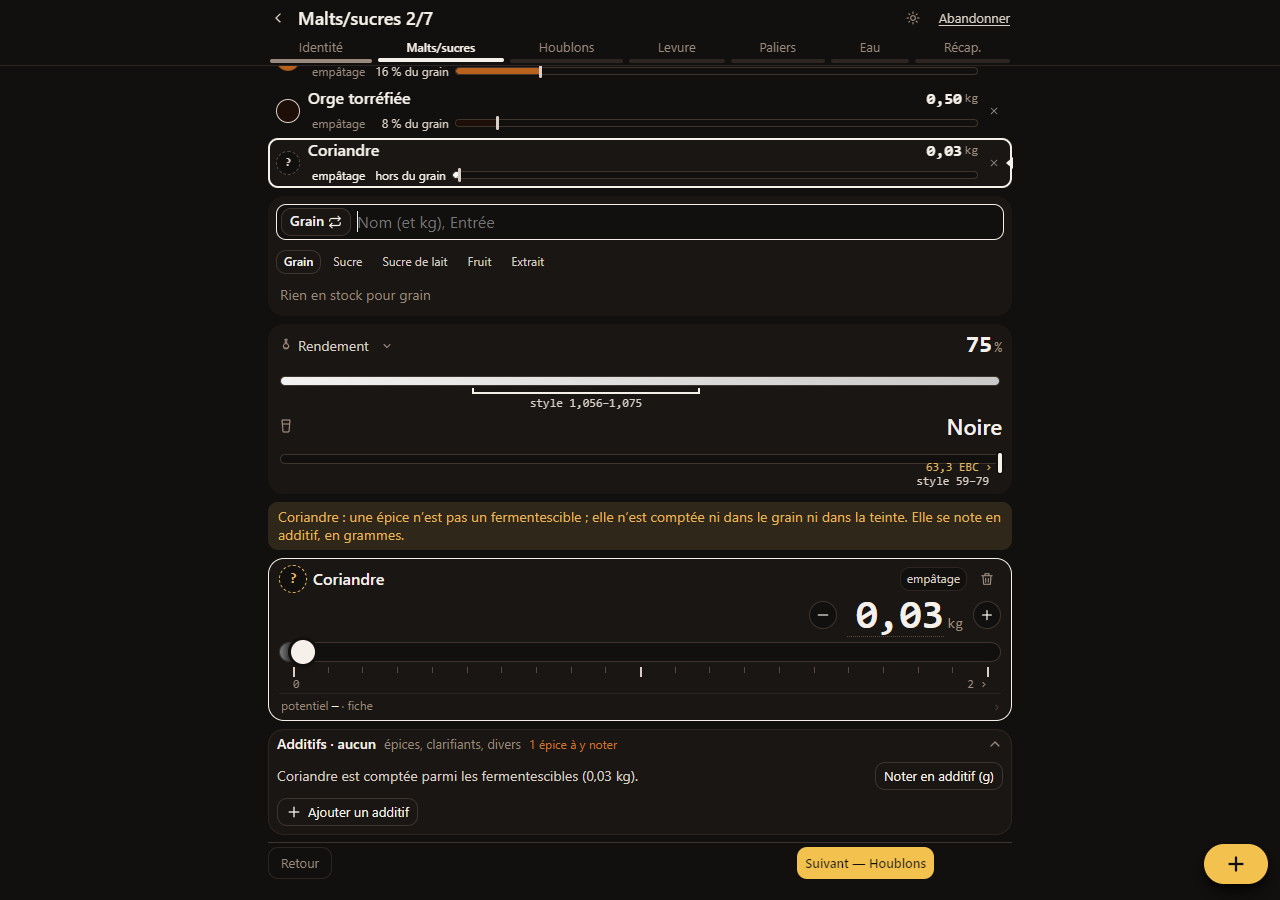 Malts/sucres 2/7
Abandonner
Identité Malts/sucres Houblons Levure Paliers Eau Récap.
empâtage 16 % du grain
Orge torréfiée 0,50 kg
empâtage 8 % du grain
? Coriandre 0,03 kg
empâtage hors du grain
Grain Nom (et kg), Entrée
Grain Sucre Sucre de lait Fruit Extrait
Rien en stock pour grain
Rendement 75 %
style 1,056–1,075
Noire
63,3 EBC ›
style 59–79
Coriandre : une épice n’est pas un fermentescible ; elle n’est comptée ni dans le grain ni dans la teinte. Elle se note en
additif, en grammes.
? Coriandre empâtage
− 0,03 kg +
0 2 ›
potentiel – · fiche ›
Additifs · aucun épices, clarifiants, divers 1 épice à y noter
Coriandre est comptée parmi les fermentescibles (0,03 kg). Noter en additif (g)
+ Ajouter un additif
Retour Suivant — Houblons
+